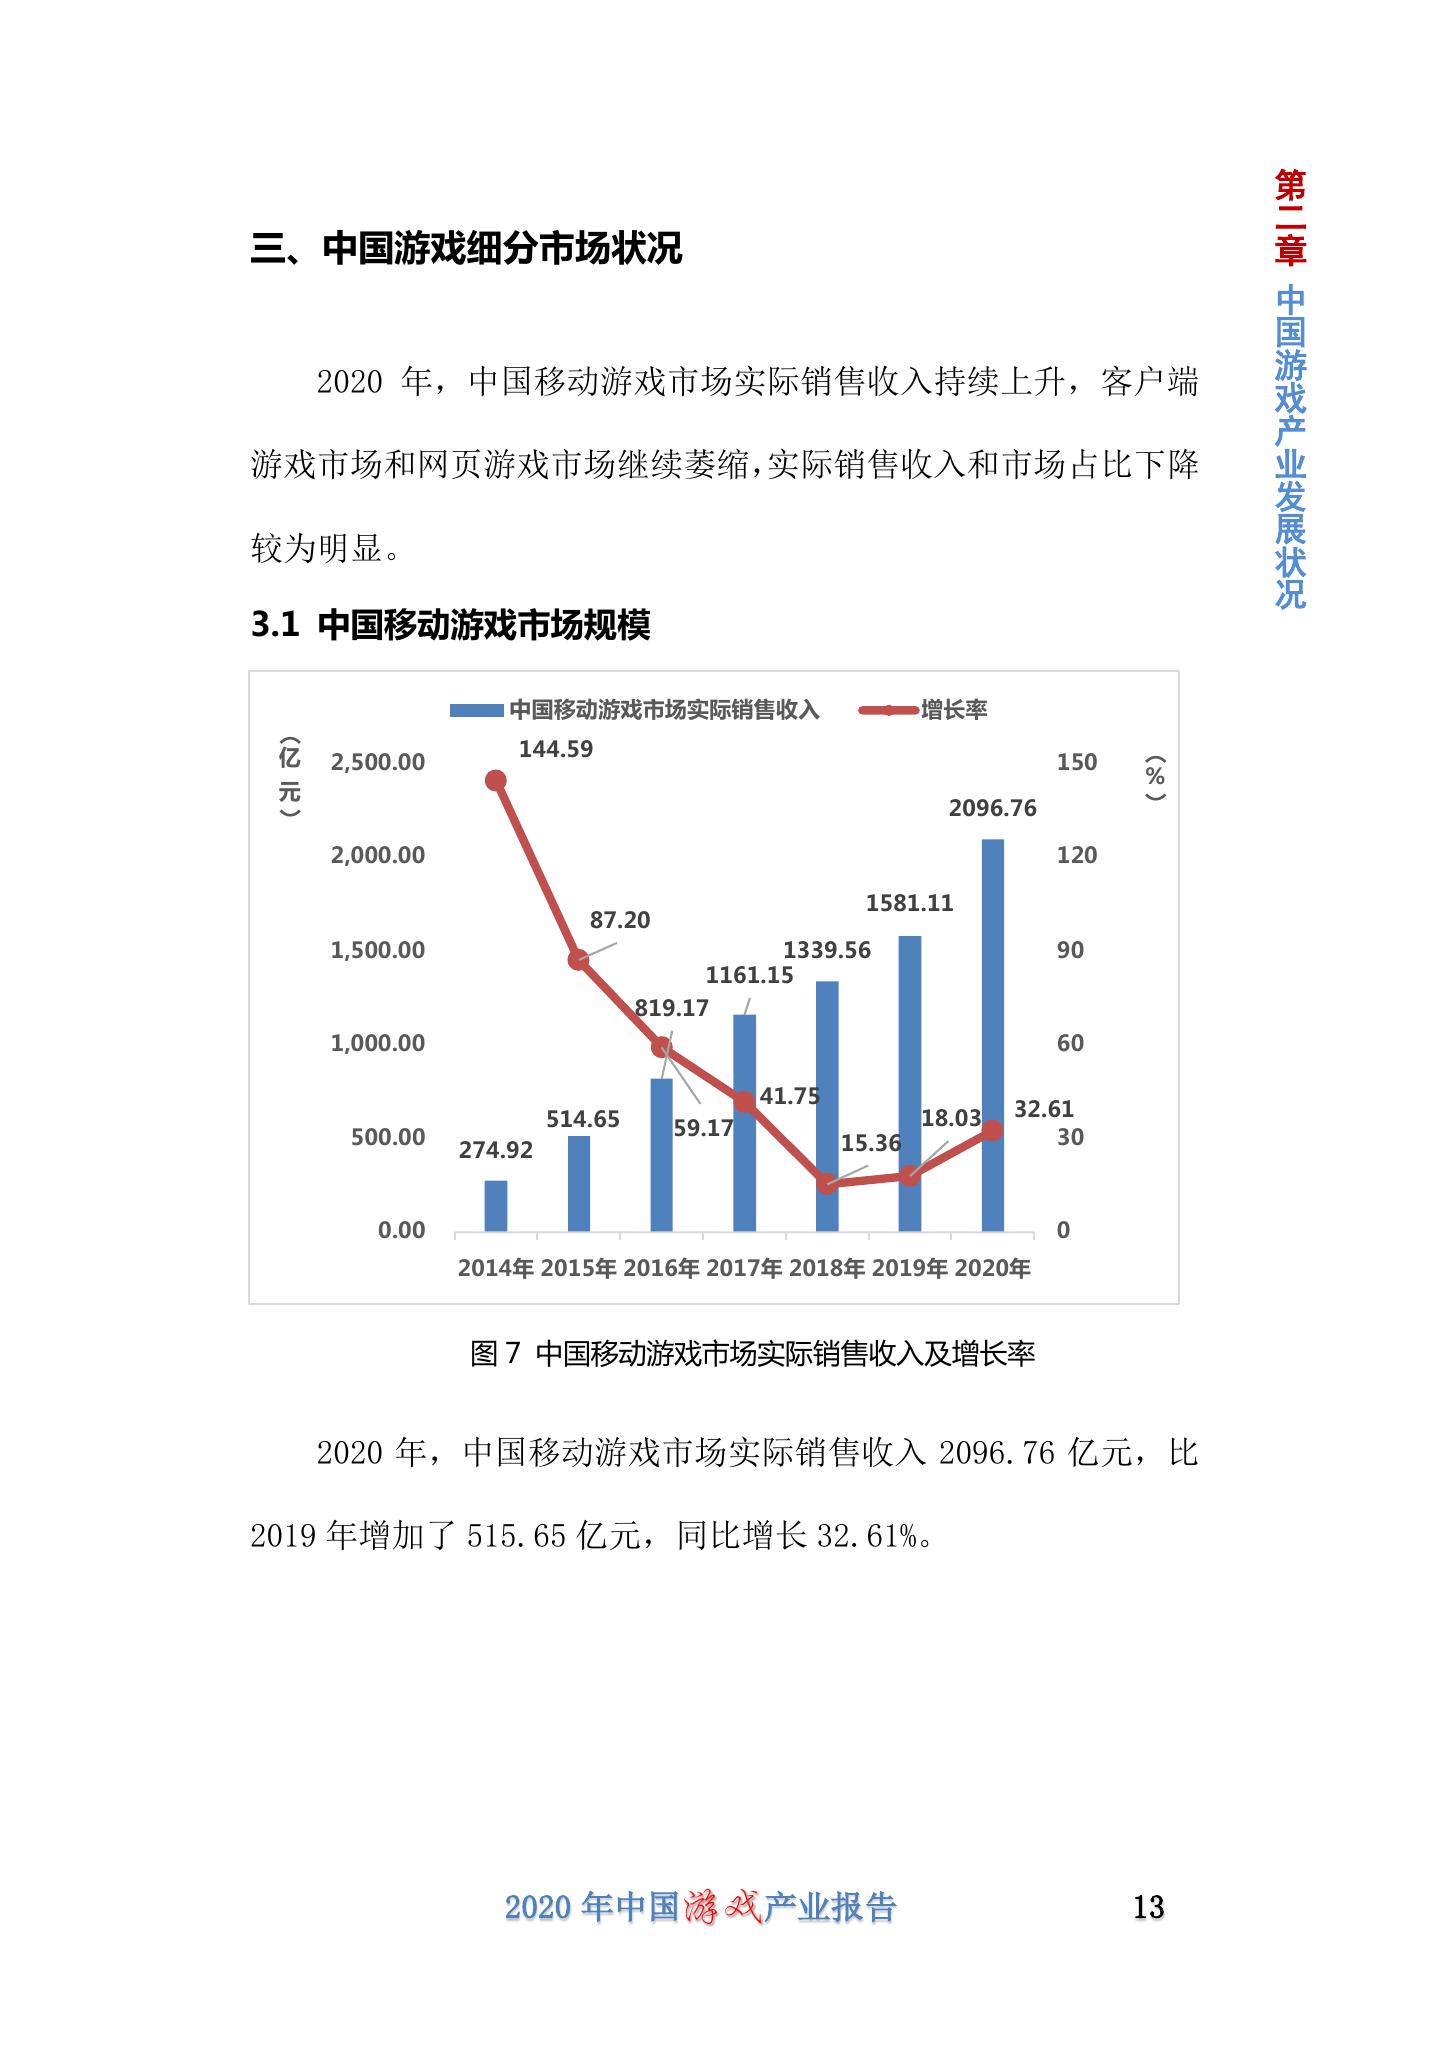 第二章 中国游戏产业发展状况
三、中国游戏细分市场状况
2020 年，中国移动游戏市场实际销售收入持续上升，客户端
游戏市场和网页游戏市场继续萎缩，实际销售收入和市场占比下降
较为明显。
3.1 中国移动游戏市场规模
中国移动游戏市场实际销售收入 增长率
（亿元）
2,500.00
2,000.00
1,500.00
1,000.00
500.00
0.00
144.59
87.20
59.17
41.75
15.36
18.03
32.61
274.92
514.65
819.17
1161.15
1339.56
1581.11
2096.76
（%）
150
120
90
60
30
0
2014年 2015年 2016年 2017年 2018年 2019年 2020年
图 7 中国移动游戏市场实际销售收入及增长率
2020 年，中国移动游戏市场实际销售收入 2096.76 亿元，比
2019 年增加了 515.65 亿元，同比增长 32.61%。
2020 年中国游戏产业报告 13